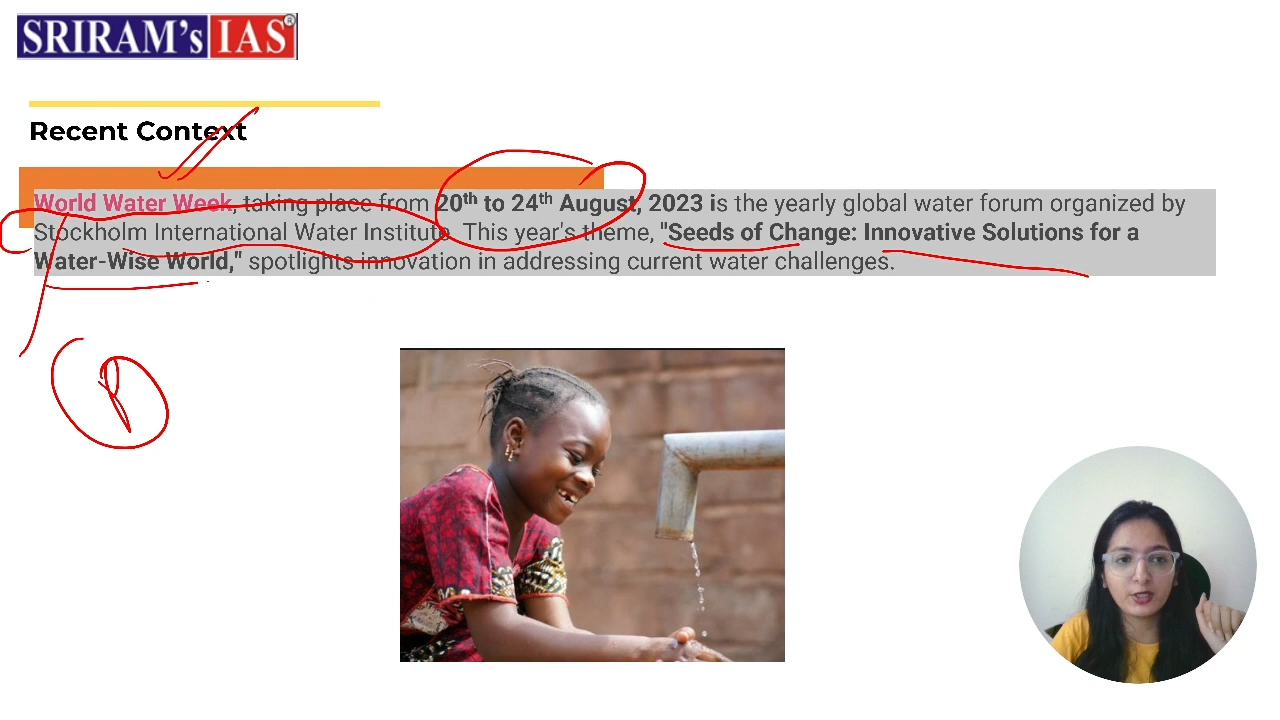 SRIRAM's IAS®
Recent Context
World Water Week, taking place from 20th to 24th August, 2023 is the yearly global water forum organized by
Stockholm International Water Institute. This year's theme, "Seeds of Change: Innovative Solutions for a
Water-Wise World," spotlights innovation in addressing current water challenges.